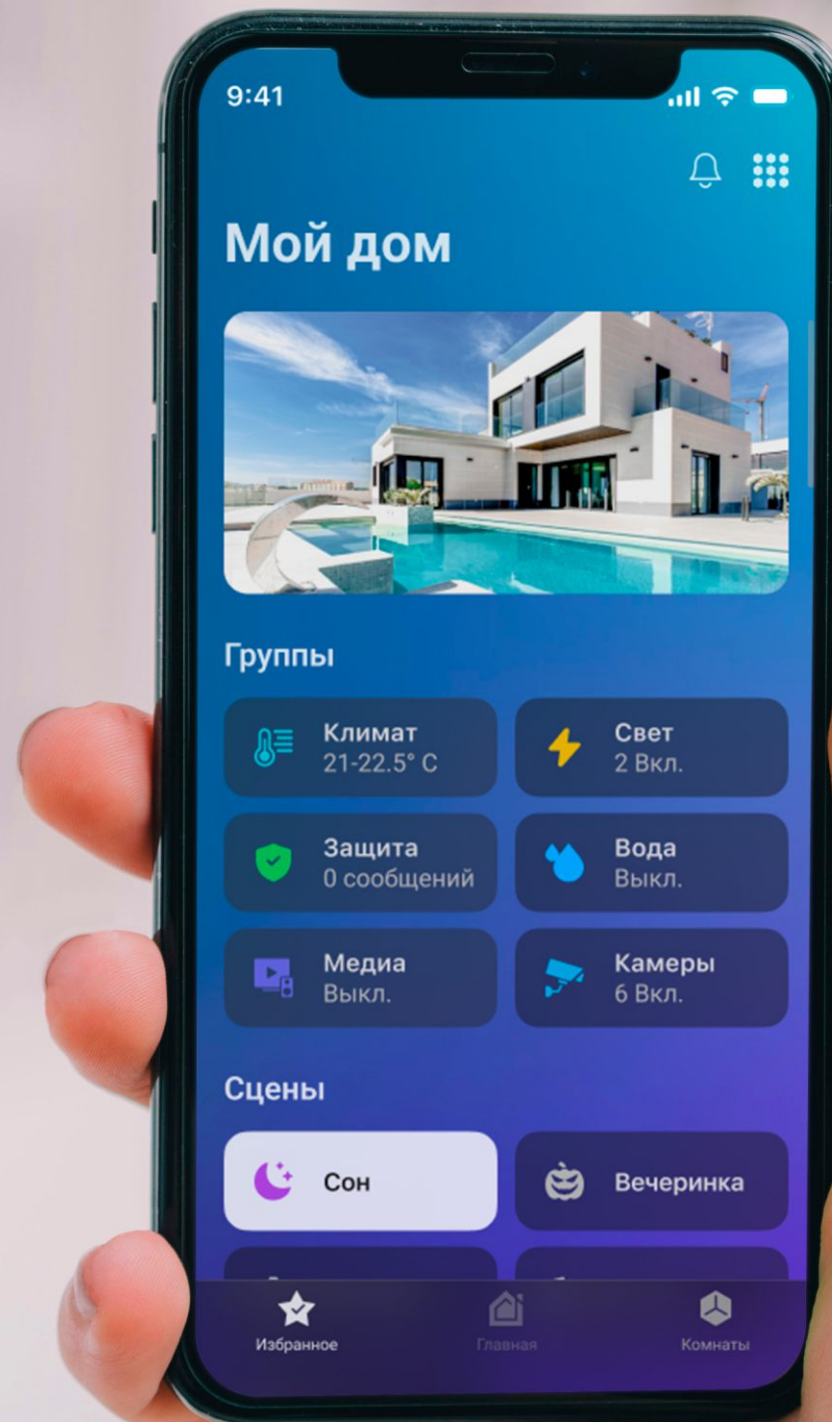 9:41
Мой дом
Группы
Климат
21-22.5° C
Свет
2 Вкл.
Защита
0 сообщений
Вода
Выкл.
Медиа
Выкл.
Камеры
6 Вкл.
Сцены
Сон
Вечеринка
Избранное
Главная
Комнаты